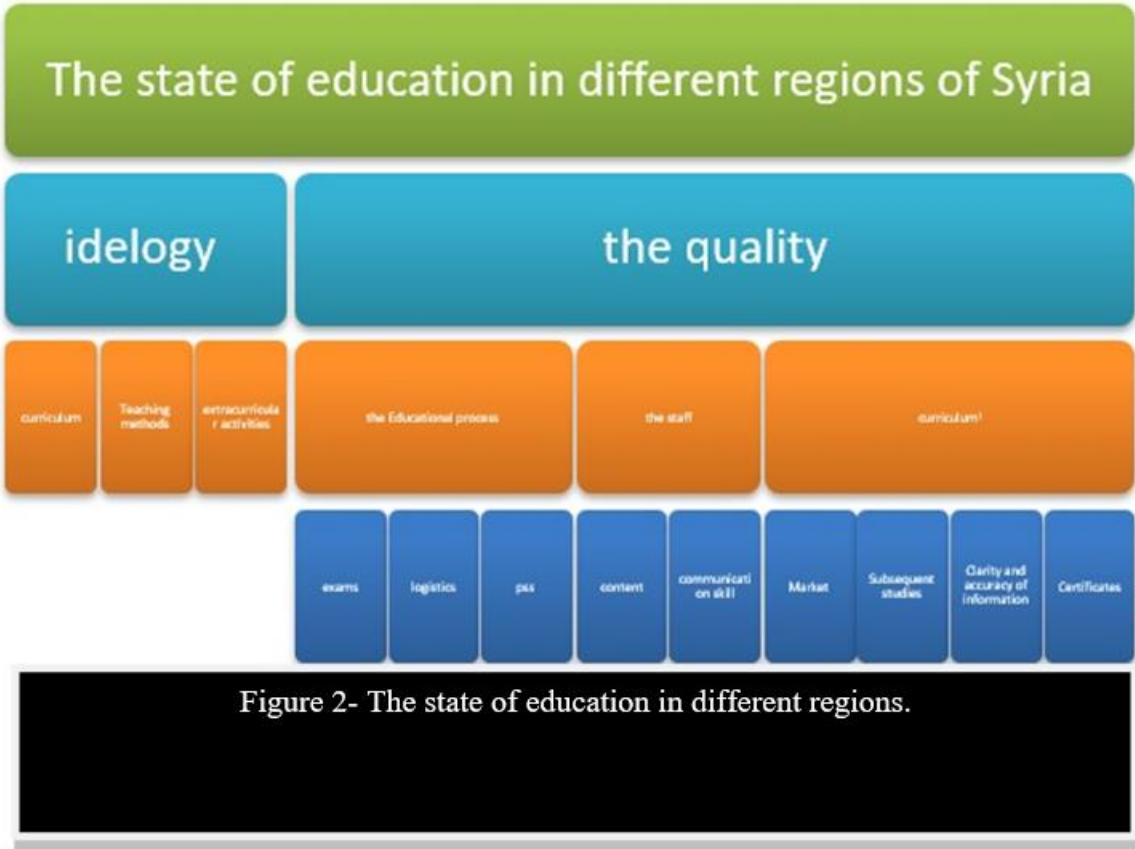 The state of education in different regions of Syria
idelogy
the quality
curriculum
Teaching
methods
extracurricula
r activities
the Educational process
the staff
curriculum¹
exams
logistics
pss
content
communicati
on skill
Market
Subsequent
studies
Clarity and
accuracy of
information
Certificates
Figure 2- The state of education in different regions.